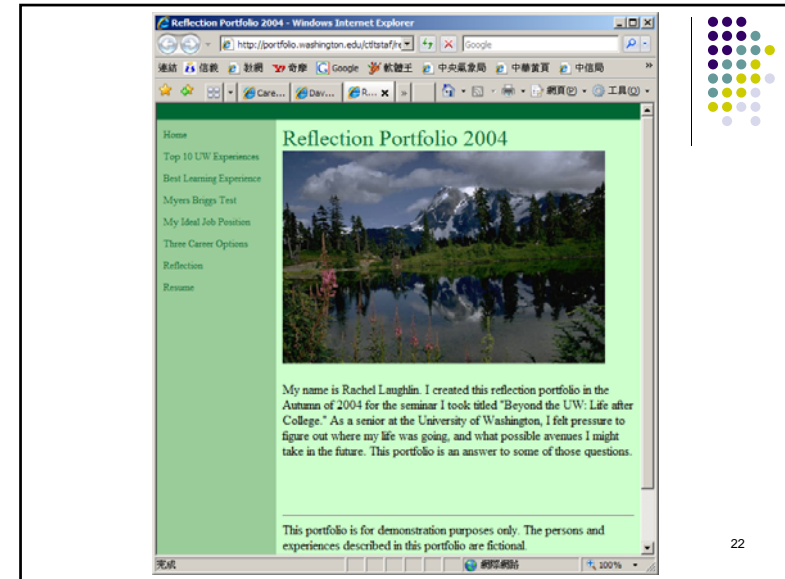 Reflection Portfolio 2004 - Windows Internet Explorer
http://portfolio.washington.edu/ctltstaf/re
Google
連結 信義 新網 奇摩 Google 軟體王 中央氣象局 中華黃頁 中信局 »
Care... Dav... R... x » 網頁(P) 工具(O)
Reflection Portfolio 2004
Home
Top 10 UW Experiences
Best Learning Experience
Myers Briggs Test
My Ideal Job Position
Three Career Options
Reflection
Resume
My name is Rachel Laughlin. I created this reflection portfolio in the
Autumn of 2004 for the seminar I took titled "Beyond the UW: Life after
College." As a senior at the University of Washington, I felt pressure to
figure out where my life was going, and what possible avenues I might
take in the future. This portfolio is an answer to some of those questions.
This portfolio is for demonstration purposes only. The persons and
experiences described in this portfolio are fictional.
完成 網際網路 100%
22